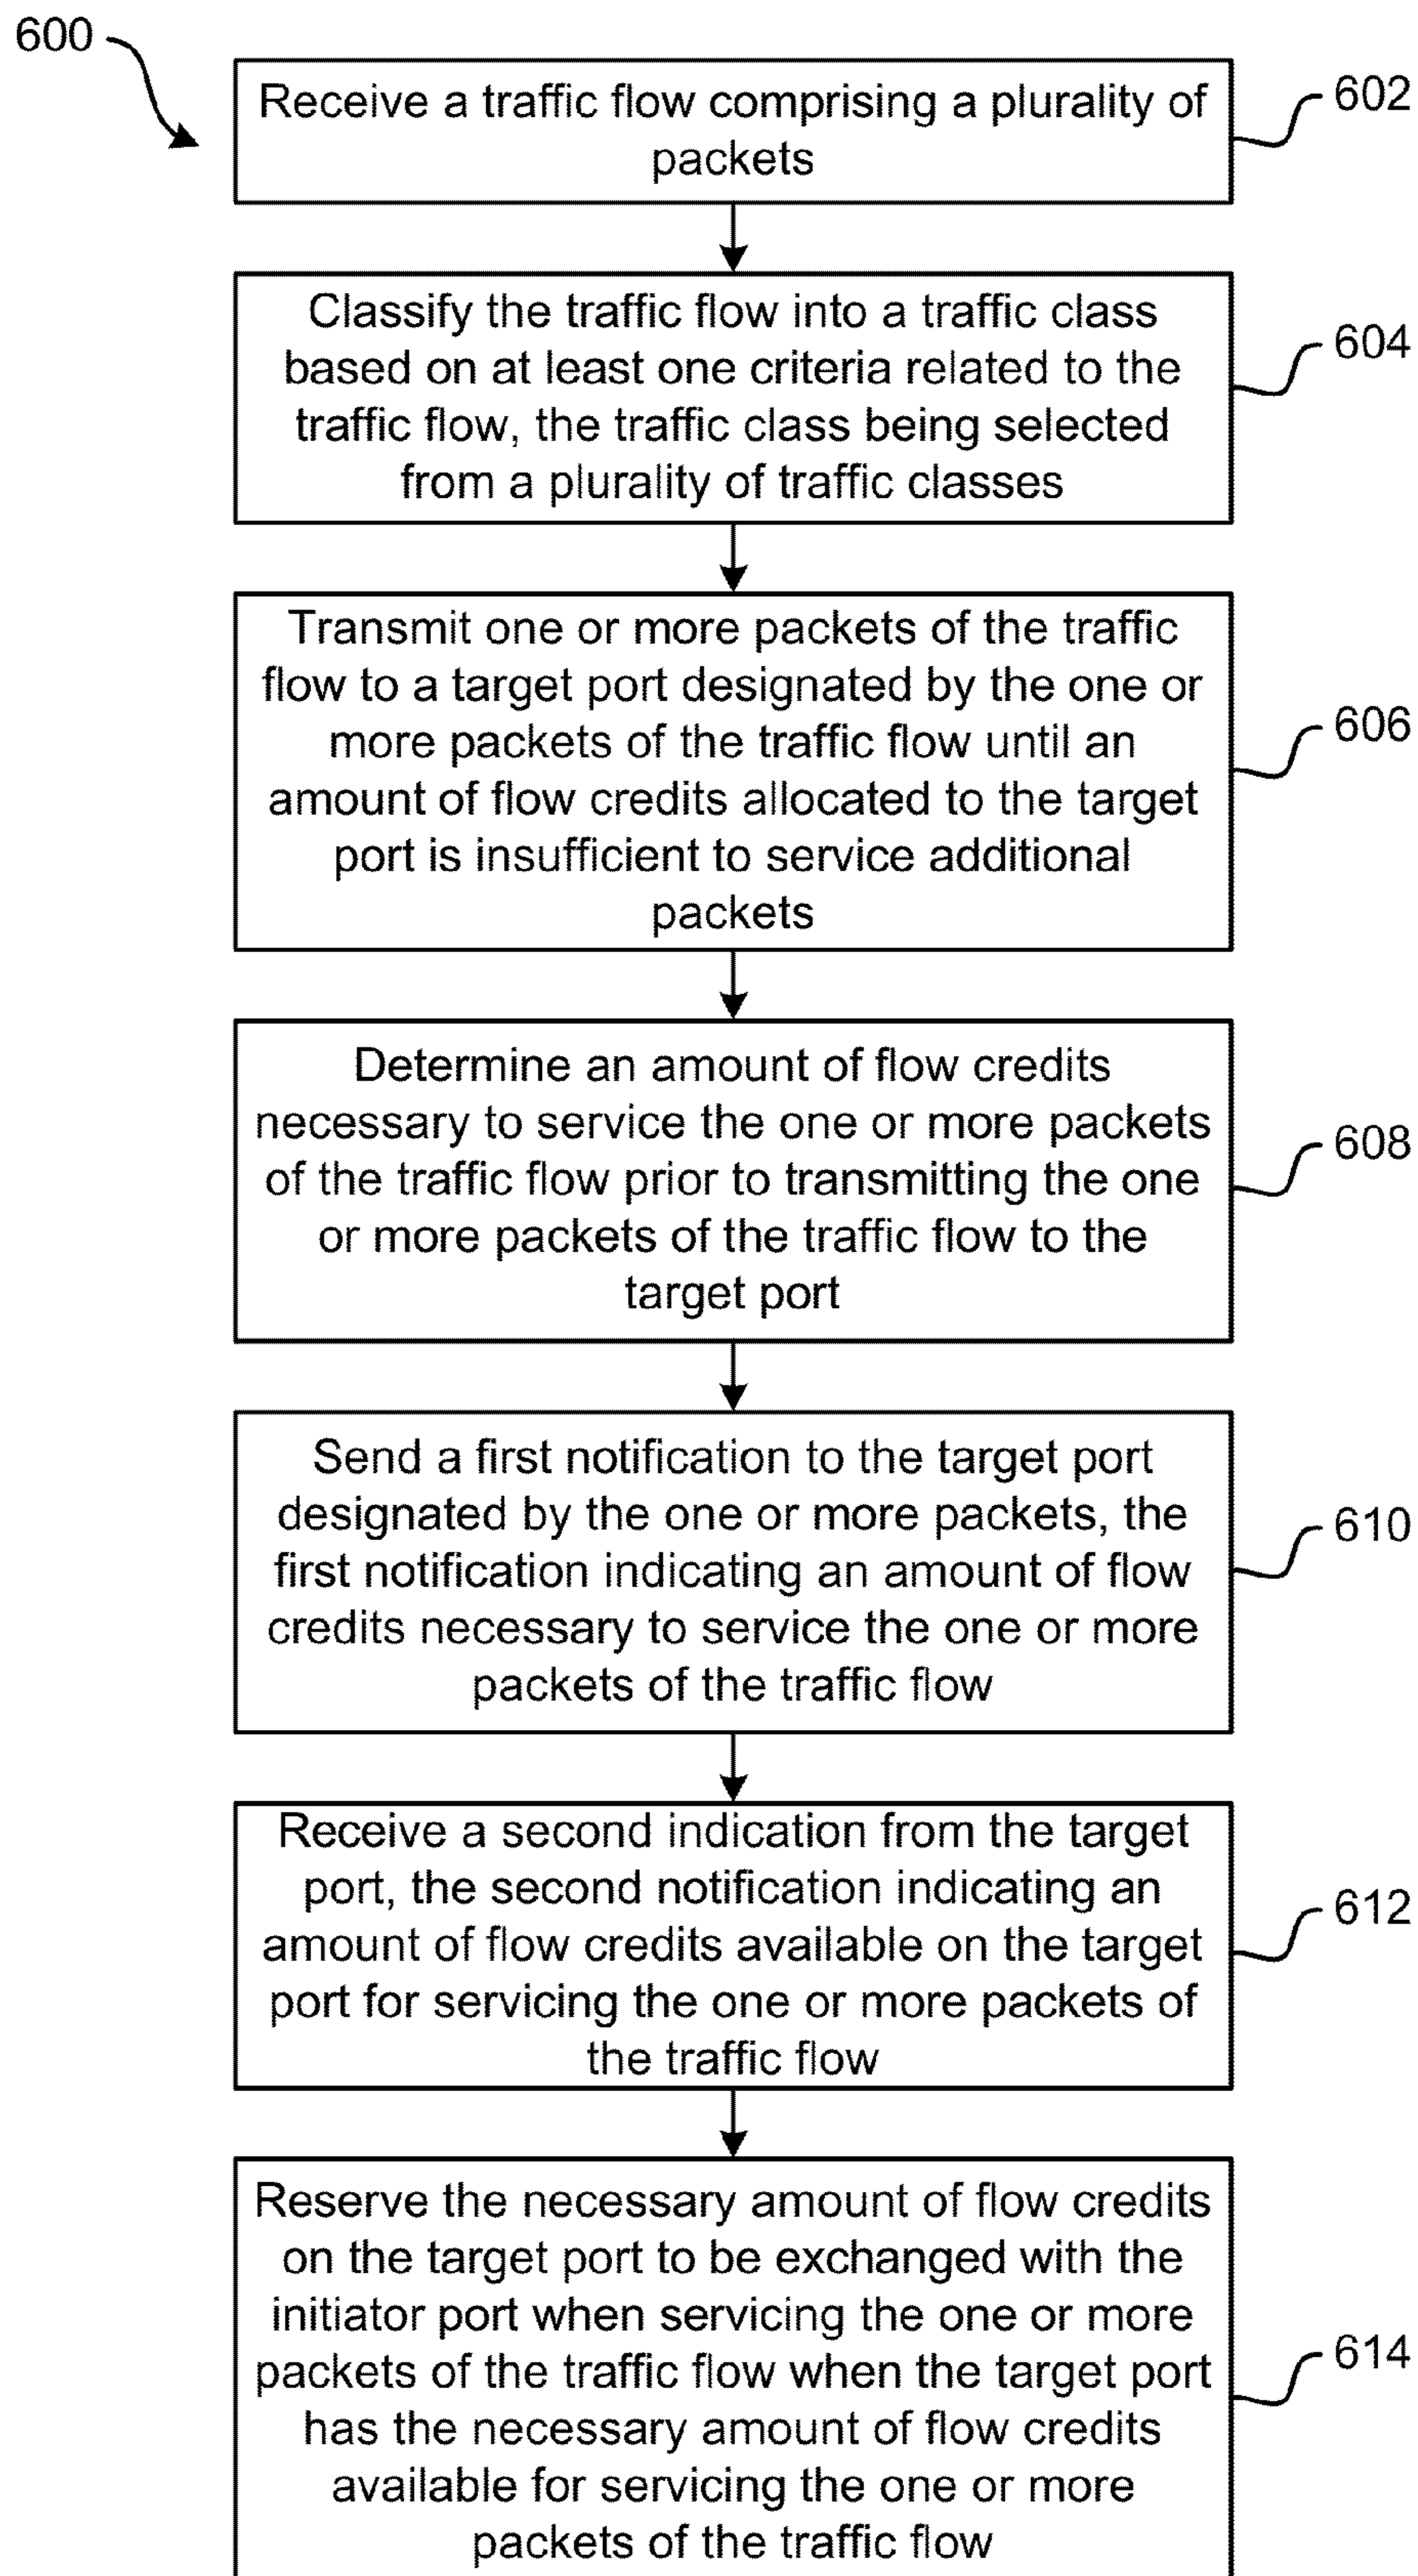 600
Receive a traffic flow comprising a plurality of
packets
602
Classify the traffic flow into a traffic class
based on at least one criteria related to the
traffic flow, the traffic class being selected
from a plurality of traffic classes
604
Transmit one or more packets of the traffic
flow to a target port designated by the one or
more packets of the traffic flow until an
amount of flow credits allocated to the target
port is insufficient to service additional
packets
606
Determine an amount of flow credits
necessary to service the one or more packets
of the traffic flow prior to transmitting the one
or more packets of the traffic flow to the
target port
608
Send a first notification to the target port
designated by the one or more packets, the
first notification indicating an amount of flow
credits necessary to service the one or more
packets of the traffic flow
610
Receive a second indication from the target
port, the second notification indicating an
amount of flow credits available on the target
port for servicing the one or more packets of
the traffic flow
612
Reserve the necessary amount of flow credits
on the target port to be exchanged with the
initiator port when servicing the one or more
packets of the traffic flow when the target port
has the necessary amount of flow credits
available for servicing the one or more
packets of the traffic flow
614